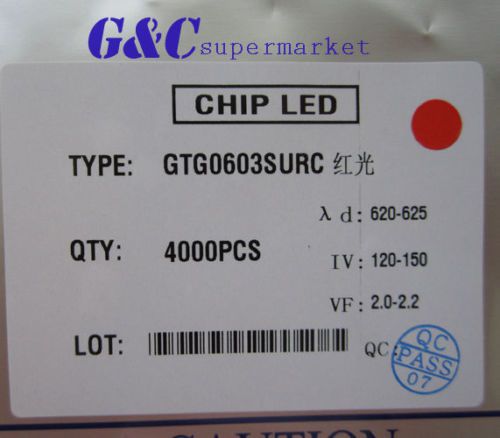 G&C supermarket
CHIP LED
TYPE: GTG0603SURC 红光
λ d: 620-625
QTY: 4000PCS
IV: 120-150
VF: 2.0-2.2
LOT:
QC:
QC
PASS
07
CAUTION